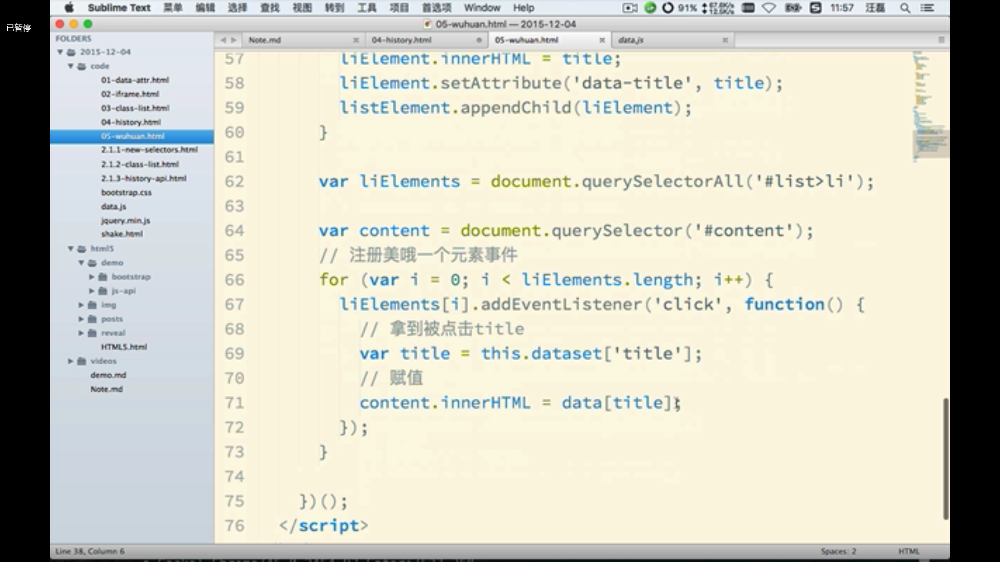 Sublime Text 菜单 编辑 选择 查找 视图 转到 工具 项目 首选项 Window Help 91% 11:57 汪磊
已暂停
05-wuhuan.html — 2015-12-04
FOLDERS
2015-12-04
code
01-data-attr.html
02-iframe.html
03-class-list.html
04-history.html
05-wuhuan.html
2.1.1-new-selectors.html
2.1.2-class-list.html
2.1.3-history-api.html
bootstrap.css
data.js
jquery.min.js
shake.html
html5
demo
bootstrap
js-api
img
posts
reveal
HTML5.html
videos
demo.md
Note.md
Note.md 04-history.html 05-wuhuan.html data.js
57 liElement.innerHTML = title;
58 liElement.setAttribute('data-title', title);
59 listElement.appendChild(liElement);
60 }
61
62 var liElements = document.querySelectorAll('#list>li');
63
64 var content = document.querySelector('#content');
65 // 注册美哦一个元素事件
66 for (var i = 0; i < liElements.length; i++) {
67 liElements[i].addEventListener('click', function() {
68 // 拿到被点击title
69 var title = this.dataset['title'];
70 // 赋值
71 content.innerHTML = data[title];
72 });
73 }
74
75 })();
76 </script>
Line 38, Column 6 Spaces: 2 HTML